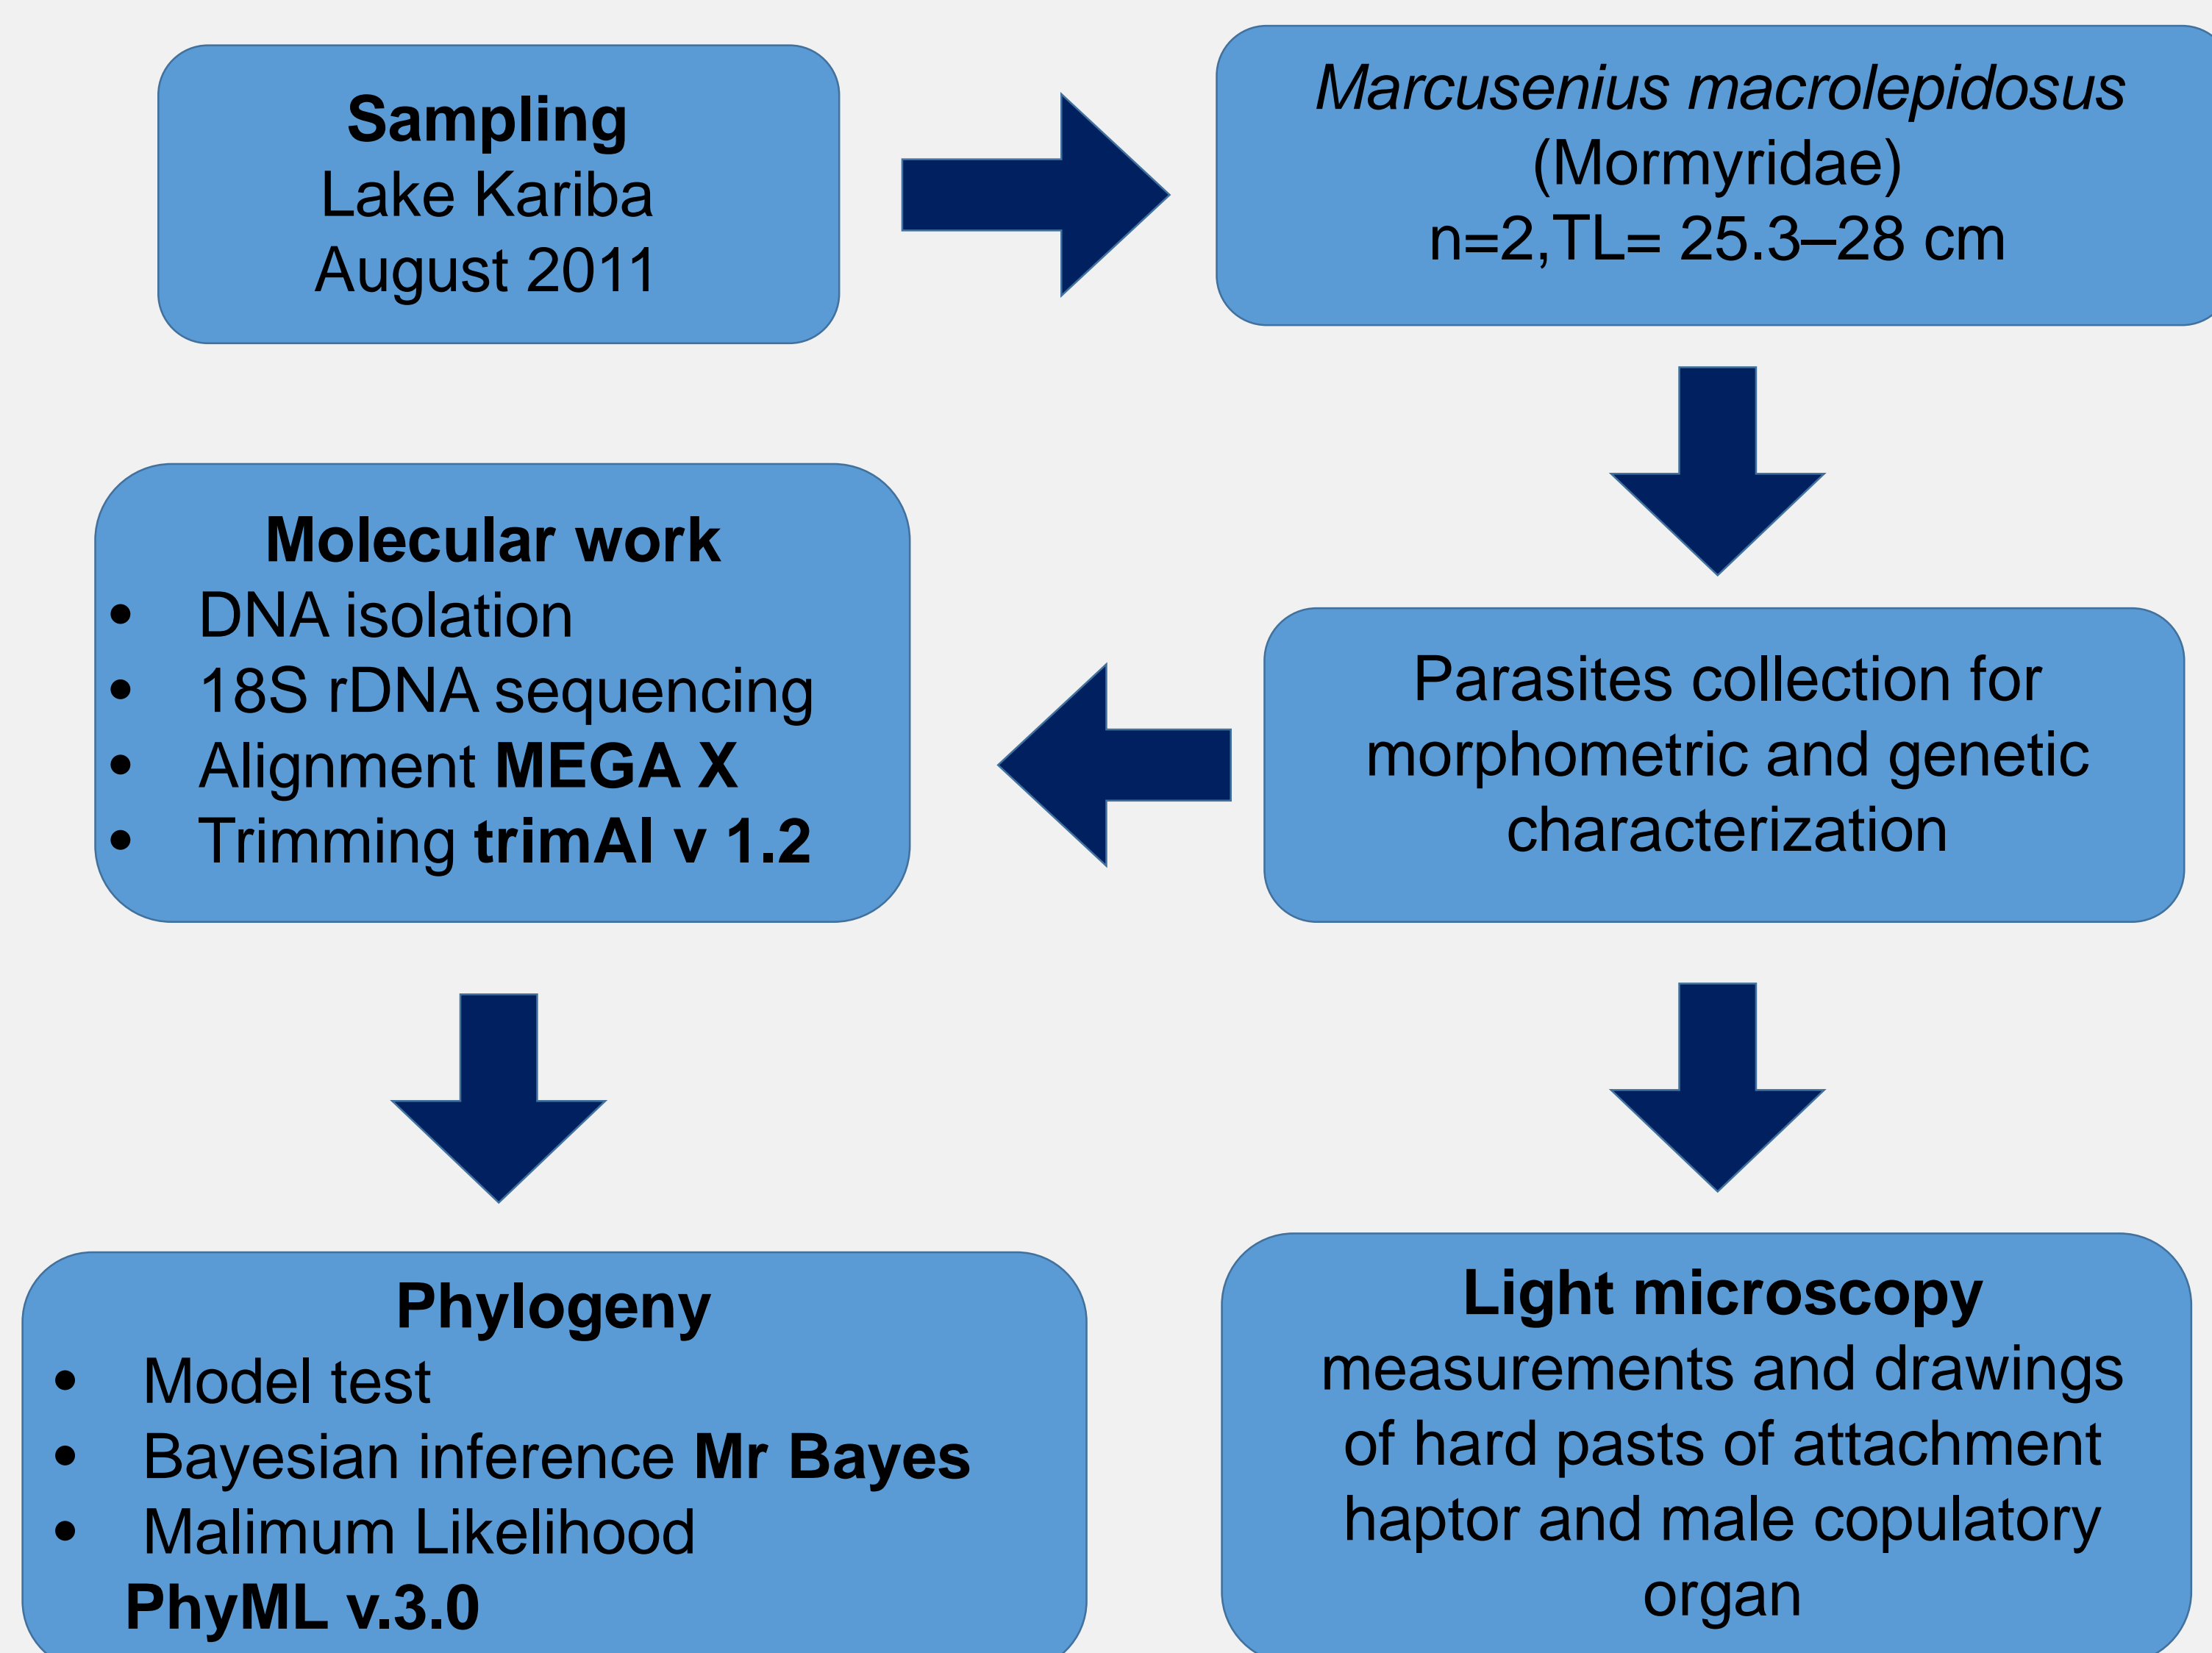 Sampling
Lake Kariba
August 2011
Marcusenius macrolepidosus
(Mormyridae)
n=2,TL= 25.3–28 cm
Parasites collection for
morphometric and genetic
characterization
Molecular work
• DNA isolation
• 18S rDNA sequencing
• Alignment MEGA X
• Trimming trimAl v 1.2
Phylogeny
• Model test
• Bayesian inference Mr Bayes
• Malimum Likelihood
PhyML v.3.0
Light microscopy
measurements and drawings
of hard pasts of attachment
haptor and male copulatory
organ